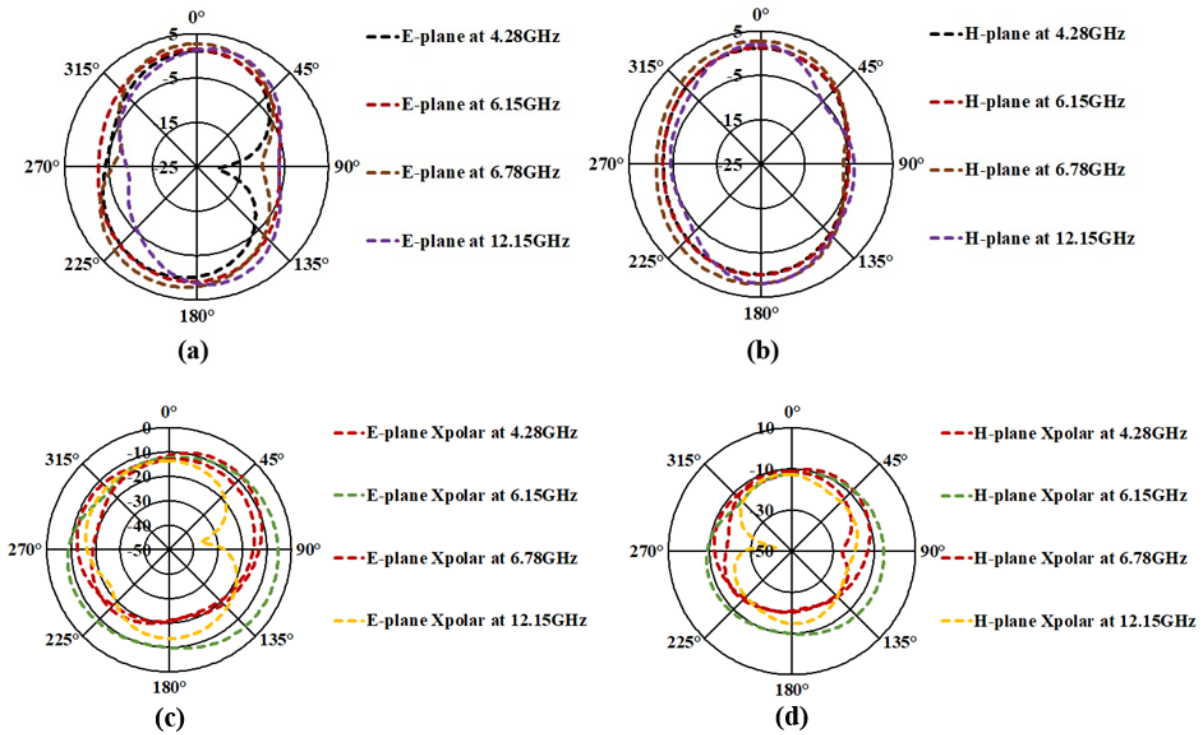 0°
5
315°
45°
-5
15
270°
-25
90°
225°
135°
180°
E-plane at 4.28GHz
E-plane at 6.15GHz
E-plane at 6.78GHz
E-plane at 12.15GHz
(a)
0°
5
315°
45°
-5
15
270°
-25
90°
225°
135°
180°
H-plane at 4.28GHz
H-plane at 6.15GHz
H-plane at 6.78GHz
H-plane at 12.15GHz
(b)
0°
0
315°
45°
-10
-20
-30
-40
270°
-50
90°
225°
135°
180°
E-plane Xpolar at 4.28GHz
E-plane Xpolar at 6.15GHz
E-plane Xpolar at 6.78GHz
E-plane Xpolar at 12.15GHz
(c)
0°
10
315°
45°
-10
30
270°
-50
90°
225°
135°
180°
H-plane Xpolar at 4.28GHz
H-plane Xpolar at 6.15GHz
H-plane Xpolar at 6.78GHz
H-plane Xpolar at 12.15GHz
(d)